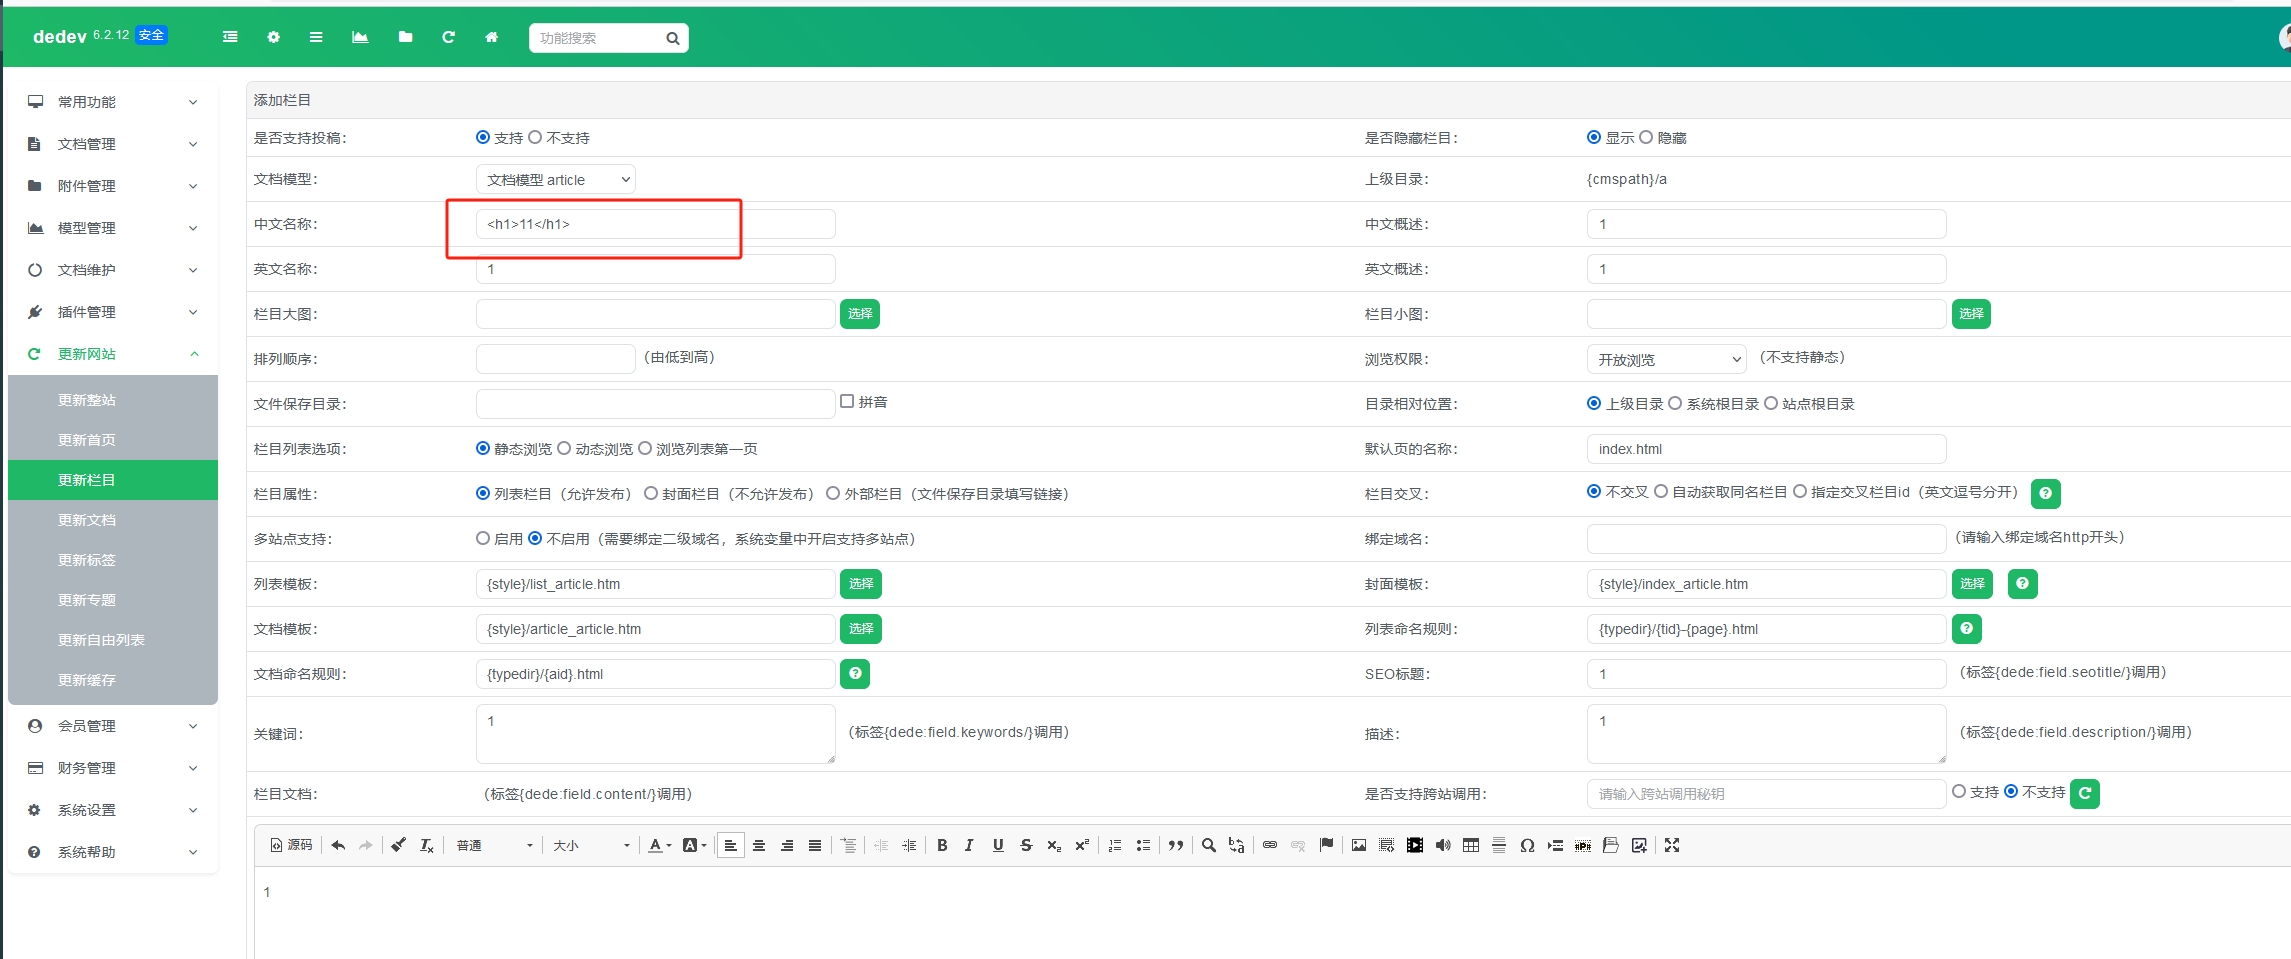 dedev 6.2.12 安全
功能搜索
常用功能
文档管理
附件管理
模型管理
文档维护
插件管理
更新网站
更新整站
更新首页
更新栏目
更新文档
更新标签
更新专题
更新自由列表
更新缓存
会员管理
财务管理
系统设置
系统帮助
添加栏目
是否支持投稿: 支持 不支持 是否隐藏栏目: 显示 隐藏
文档模型: 文档模型 article 上级目录: {cmspath}/a
中文名称: <h1>11</h1> 中文概述: 1
英文名称: 1 英文概述: 1
栏目大图: 选择 栏目小图: 选择
排列顺序: (由低到高) 浏览权限: 开放浏览 (不支持静态)
文件保存目录: 拼音 目录相对位置: 上级目录 系统根目录 站点根目录
栏目列表选项: 静态浏览 动态浏览 浏览列表第一页 默认页的名称: index.html
栏目属性: 列表栏目（允许发布） 封面栏目（不允许发布） 外部栏目（文件保存目录填写链接） 栏目交叉: 不交叉 自动获取同名栏目 指定交叉栏目id（英文逗号分开）
多站点支持: 启用 不启用（需要绑定二级域名，系统变量中开启支持多站点） 绑定域名: (请输入绑定域名http开头)
列表模板: {style}/list_article.htm 选择 封面模板: {style}/index_article.htm 选择
文档模板: {style}/article_article.htm 选择 列表命名规则: {typedir}/{tid}-{page}.html
文档命名规则: {typedir}/{aid}.html SEO标题: 1 (标签{dede:field.seotitle/}调用)
关键词: 1 (标签{dede:field.keywords/}调用) 描述: 1 (标签{dede:field.description/}调用)
栏目文档: (标签{dede:field.content/}调用) 是否支持跨站调用: 请输入跨站调用秘钥 支持 不支持
源码 普通 大小
1